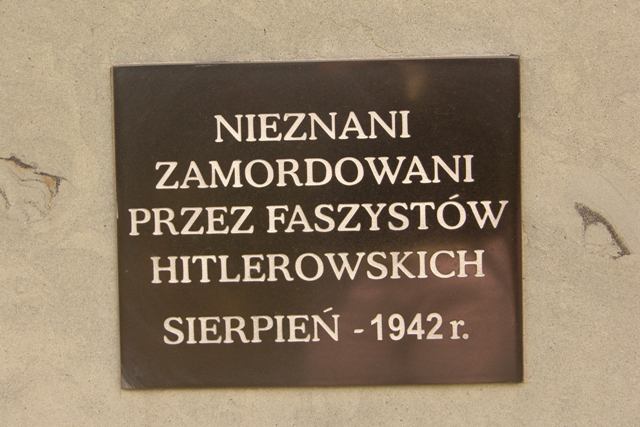 NIEZNANI
ZAMORDOWANI
PRZEZ FASZYSTÓW
HITLEROWSKICH
SIERPIEŃ - 1942 r.